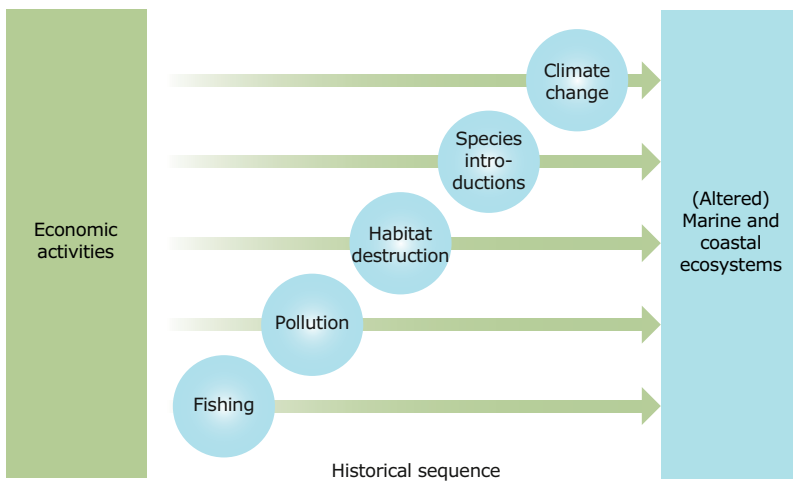 Economic
activities
Climate
change
Species
intro-
ductions
Habitat
destruction
Pollution
Fishing
(Altered)
Marine and
coastal
ecosystems
Historical sequence